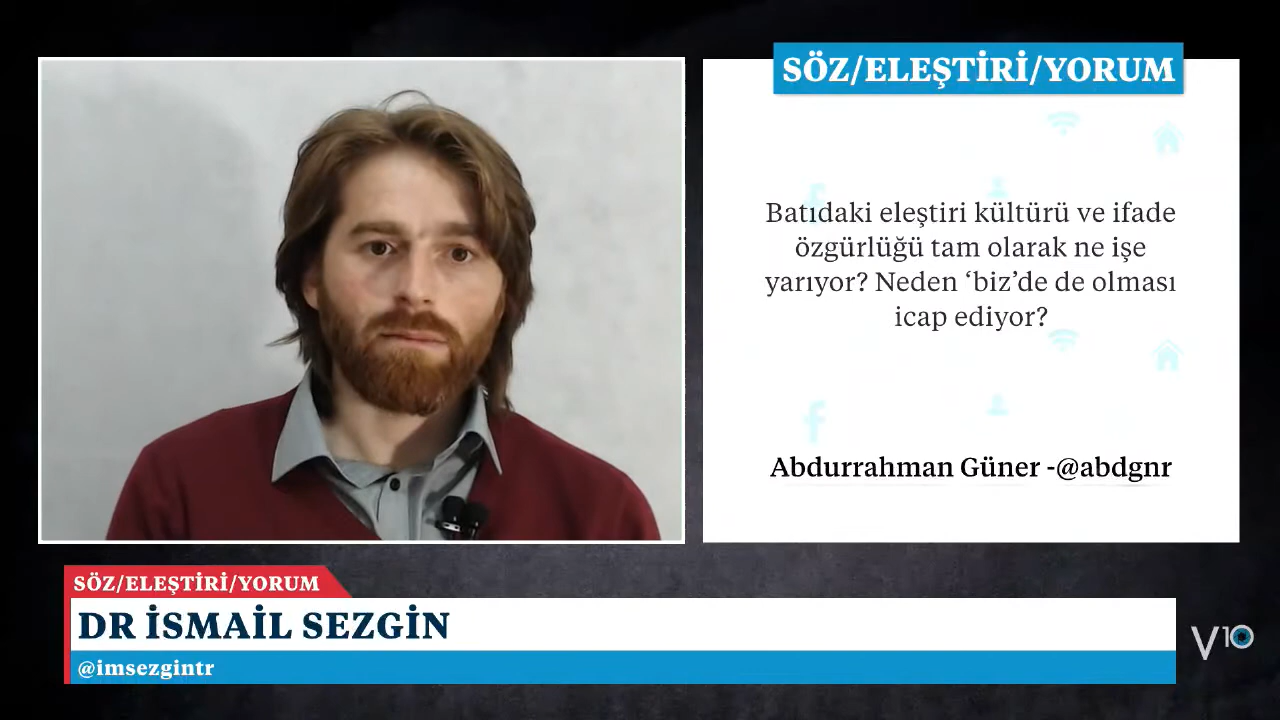 SÖZ/ELEŞTİRİ/YORUM
Batıdaki eleştiri kültürü ve ifade
özgürlüğü tam olarak ne işe
yarıyor? Neden ‘biz’de de olması
icap ediyor?
Abdurrahman Güner -@abdgnr
SÖZ/ELEŞTİRİ/YORUM
DR İSMAİL SEZGİN
@imsezgintr
V10